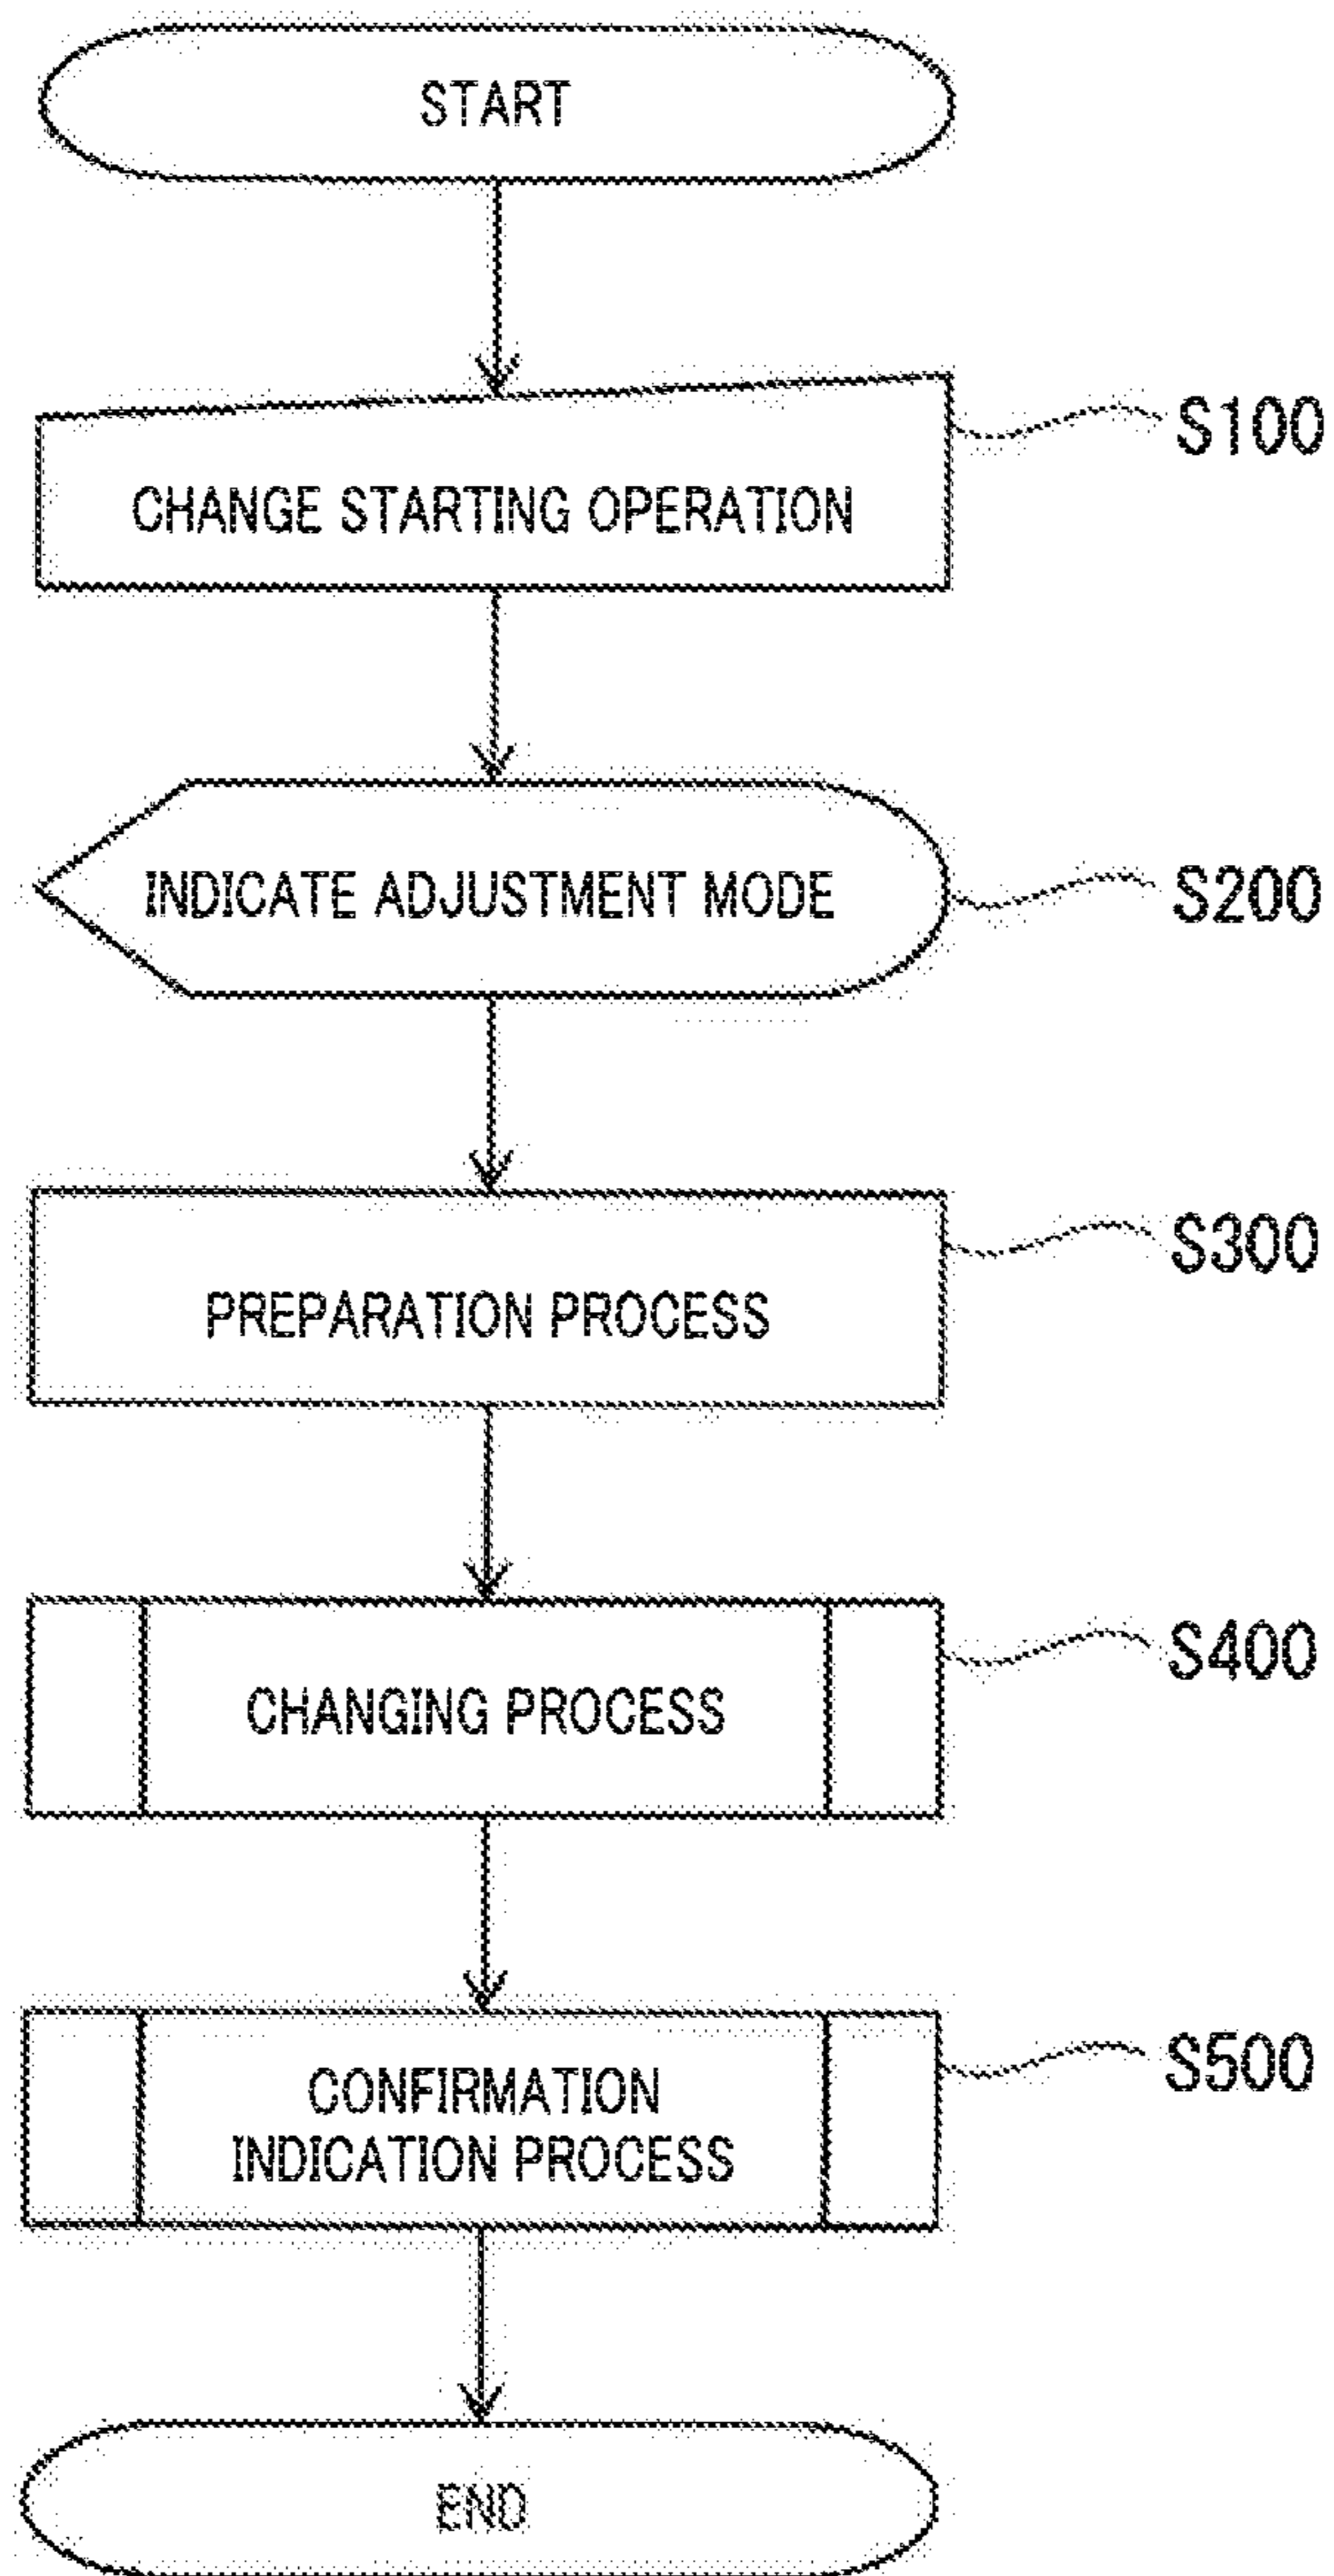 START
CHANGE STARTING OPERATION
S100
INDICATE ADJUSTMENT MODE
S200
PREPARATION PROCESS
S300
CHANGING PROCESS
S400
CONFIRMATION
INDICATION PROCESS
S500
END